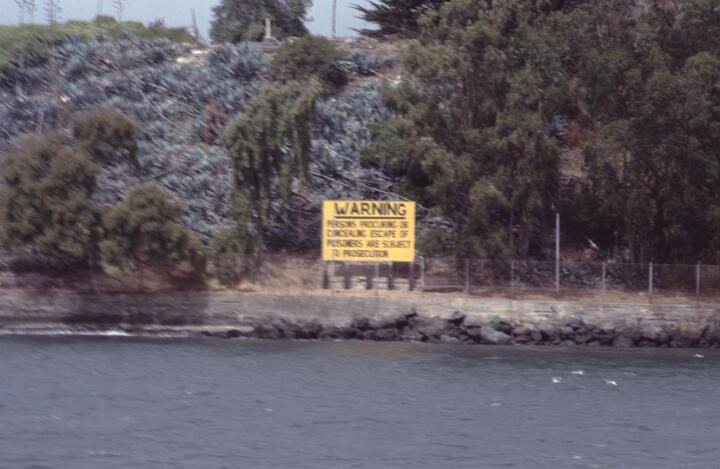 WARNING
PERSONS PROCURING OR
CONCEALING ESCAPE OF
PRISONERS ARE SUBJECT
TO PROSECUTION